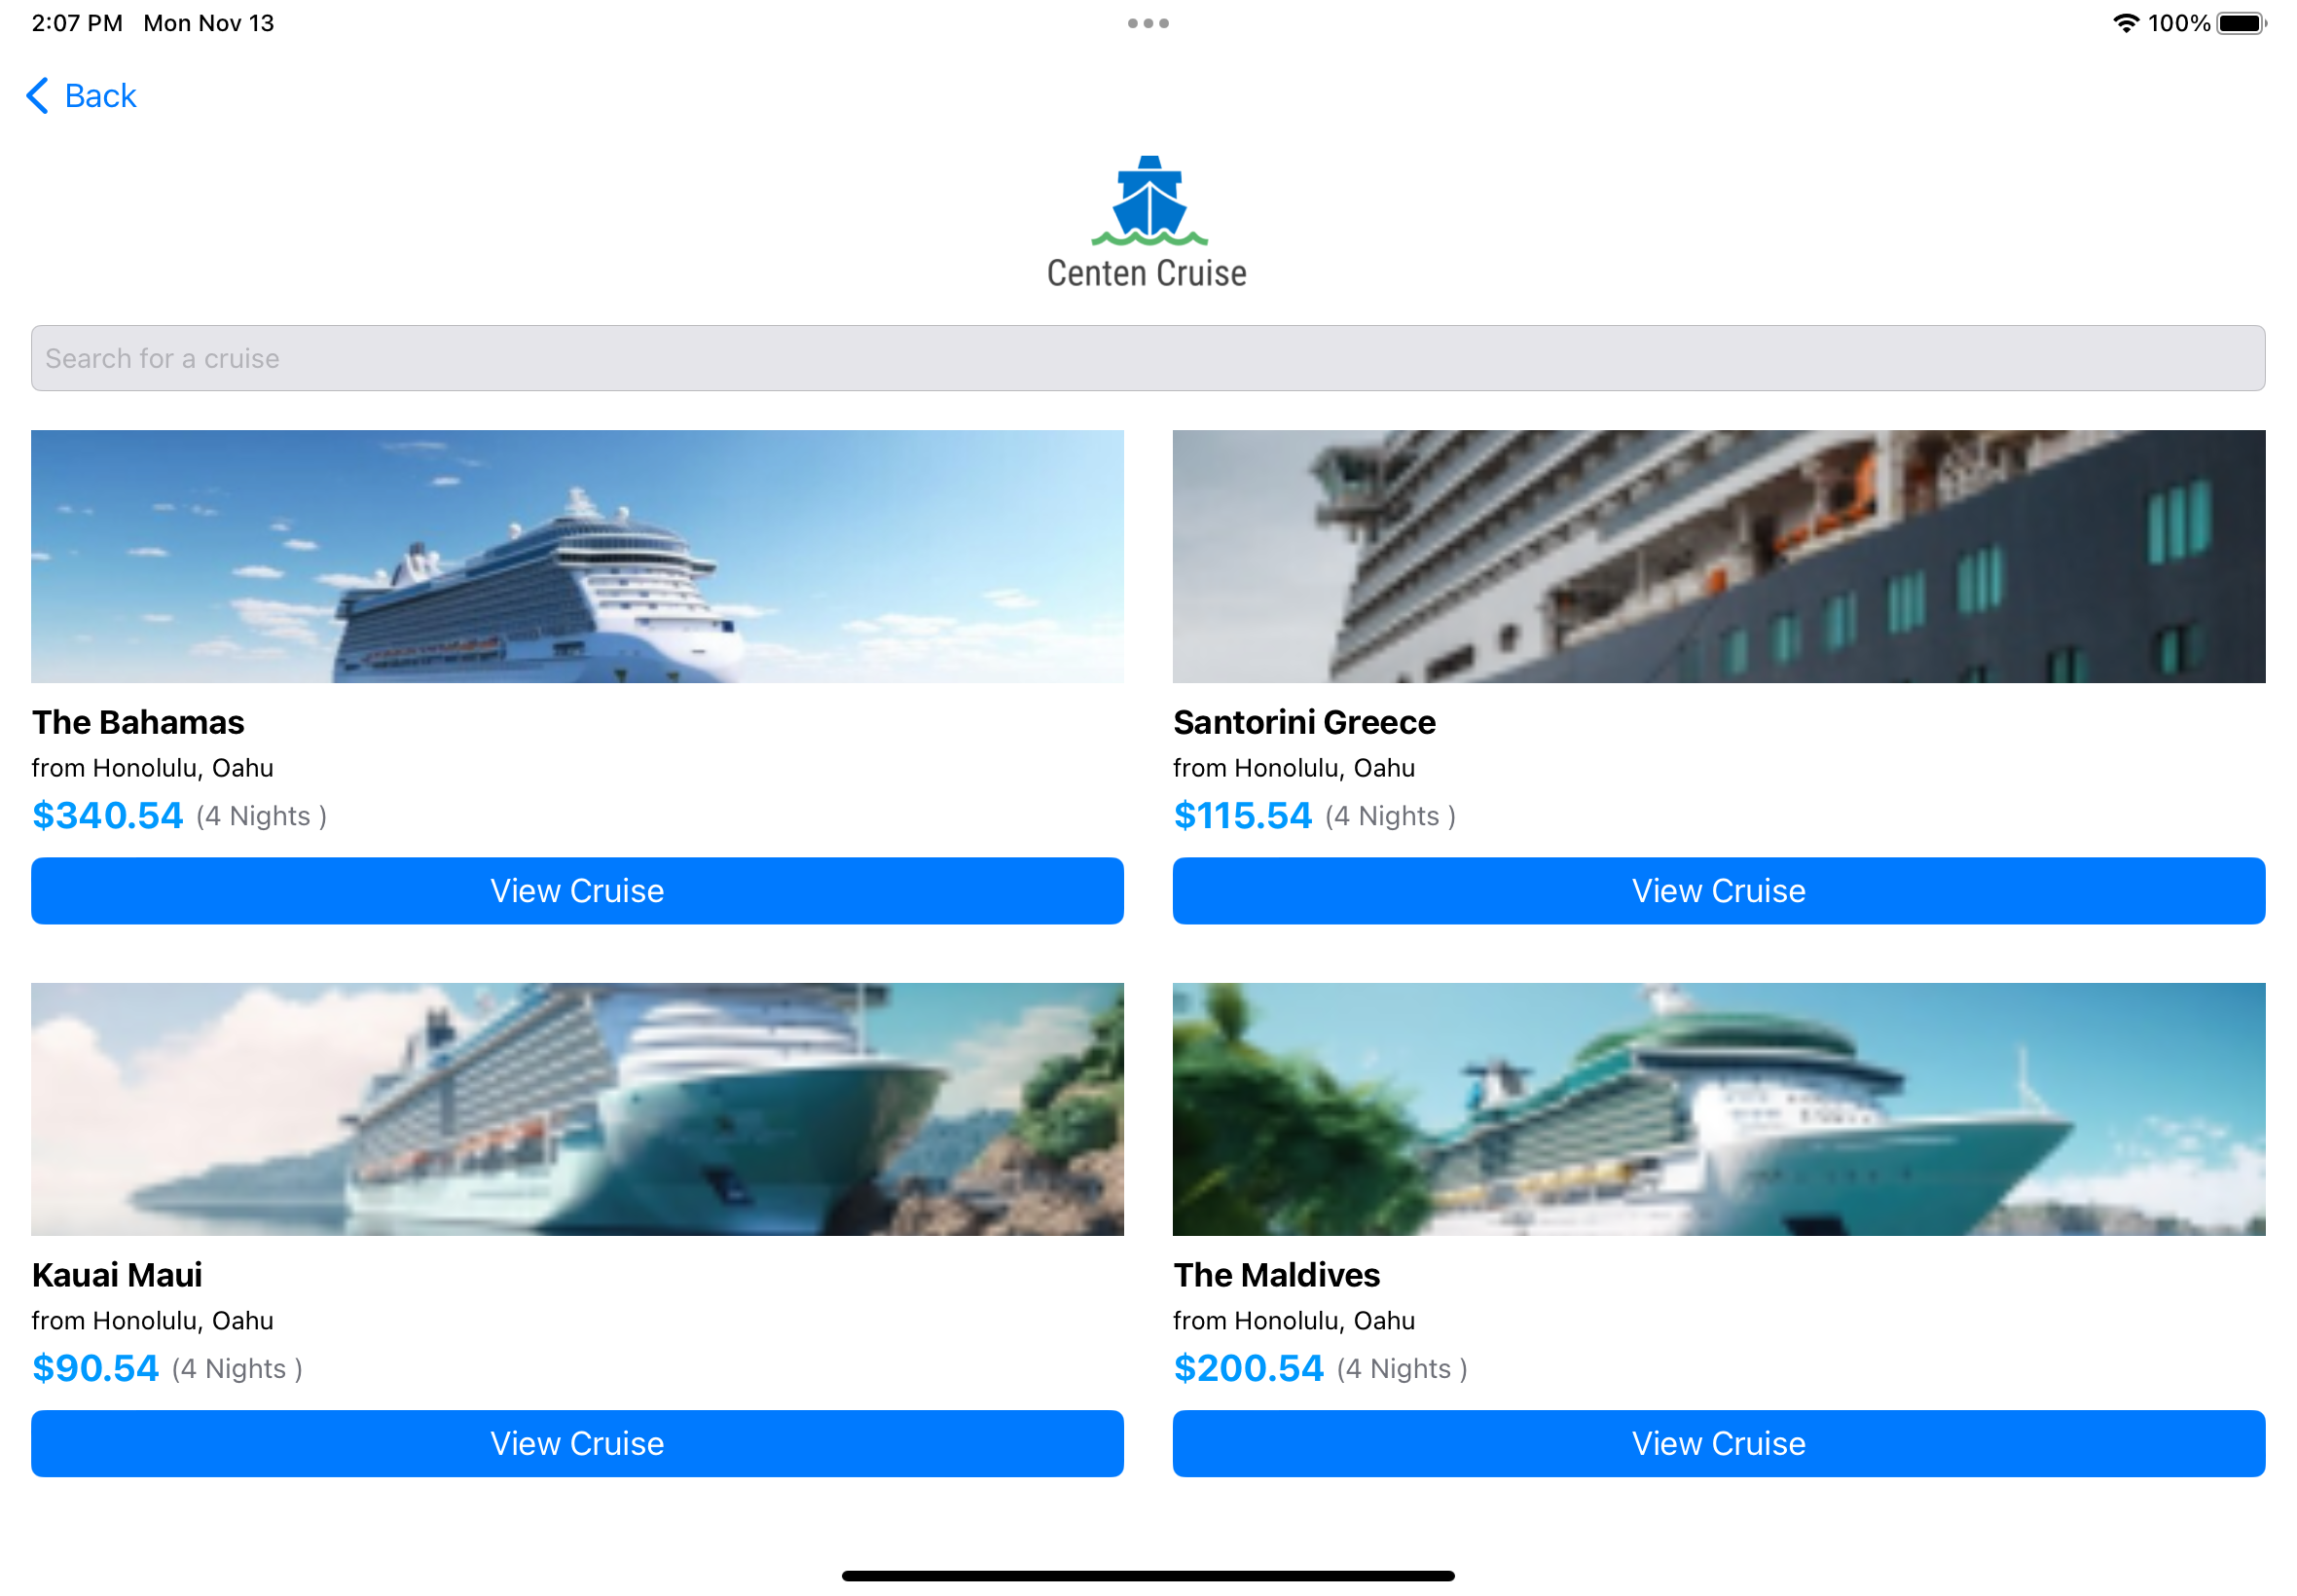 2:07 PM Mon Nov 13
100%
Back
Centen Cruise
Search for a cruise
The Bahamas
from Honolulu, Oahu
$340.54 (4 Nights )
View Cruise
Santorini Greece
from Honolulu, Oahu
$115.54 (4 Nights )
View Cruise
Kauai Maui
from Honolulu, Oahu
$90.54 (4 Nights )
View Cruise
The Maldives
from Honolulu, Oahu
$200.54 (4 Nights )
View Cruise